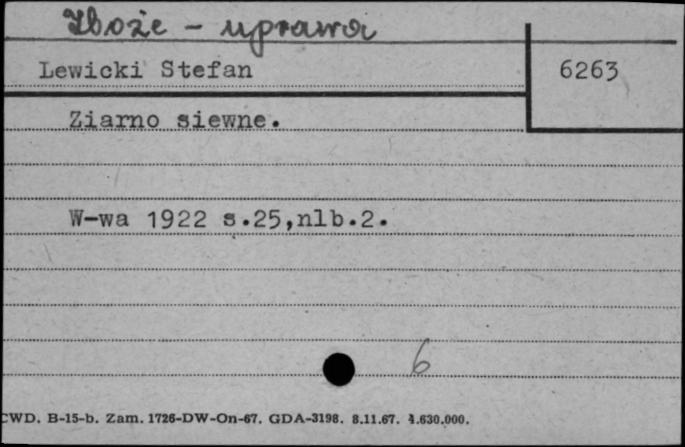 Zboże - uprawa
Lewicki Stefan
6263
Ziarno siewne.
W-wa 1922 s.25,nlb.2.
6
CWD. B-15-b. Zam. 1726-DW-On-67. GDA-3198. 8.11.67. 1.630.000.